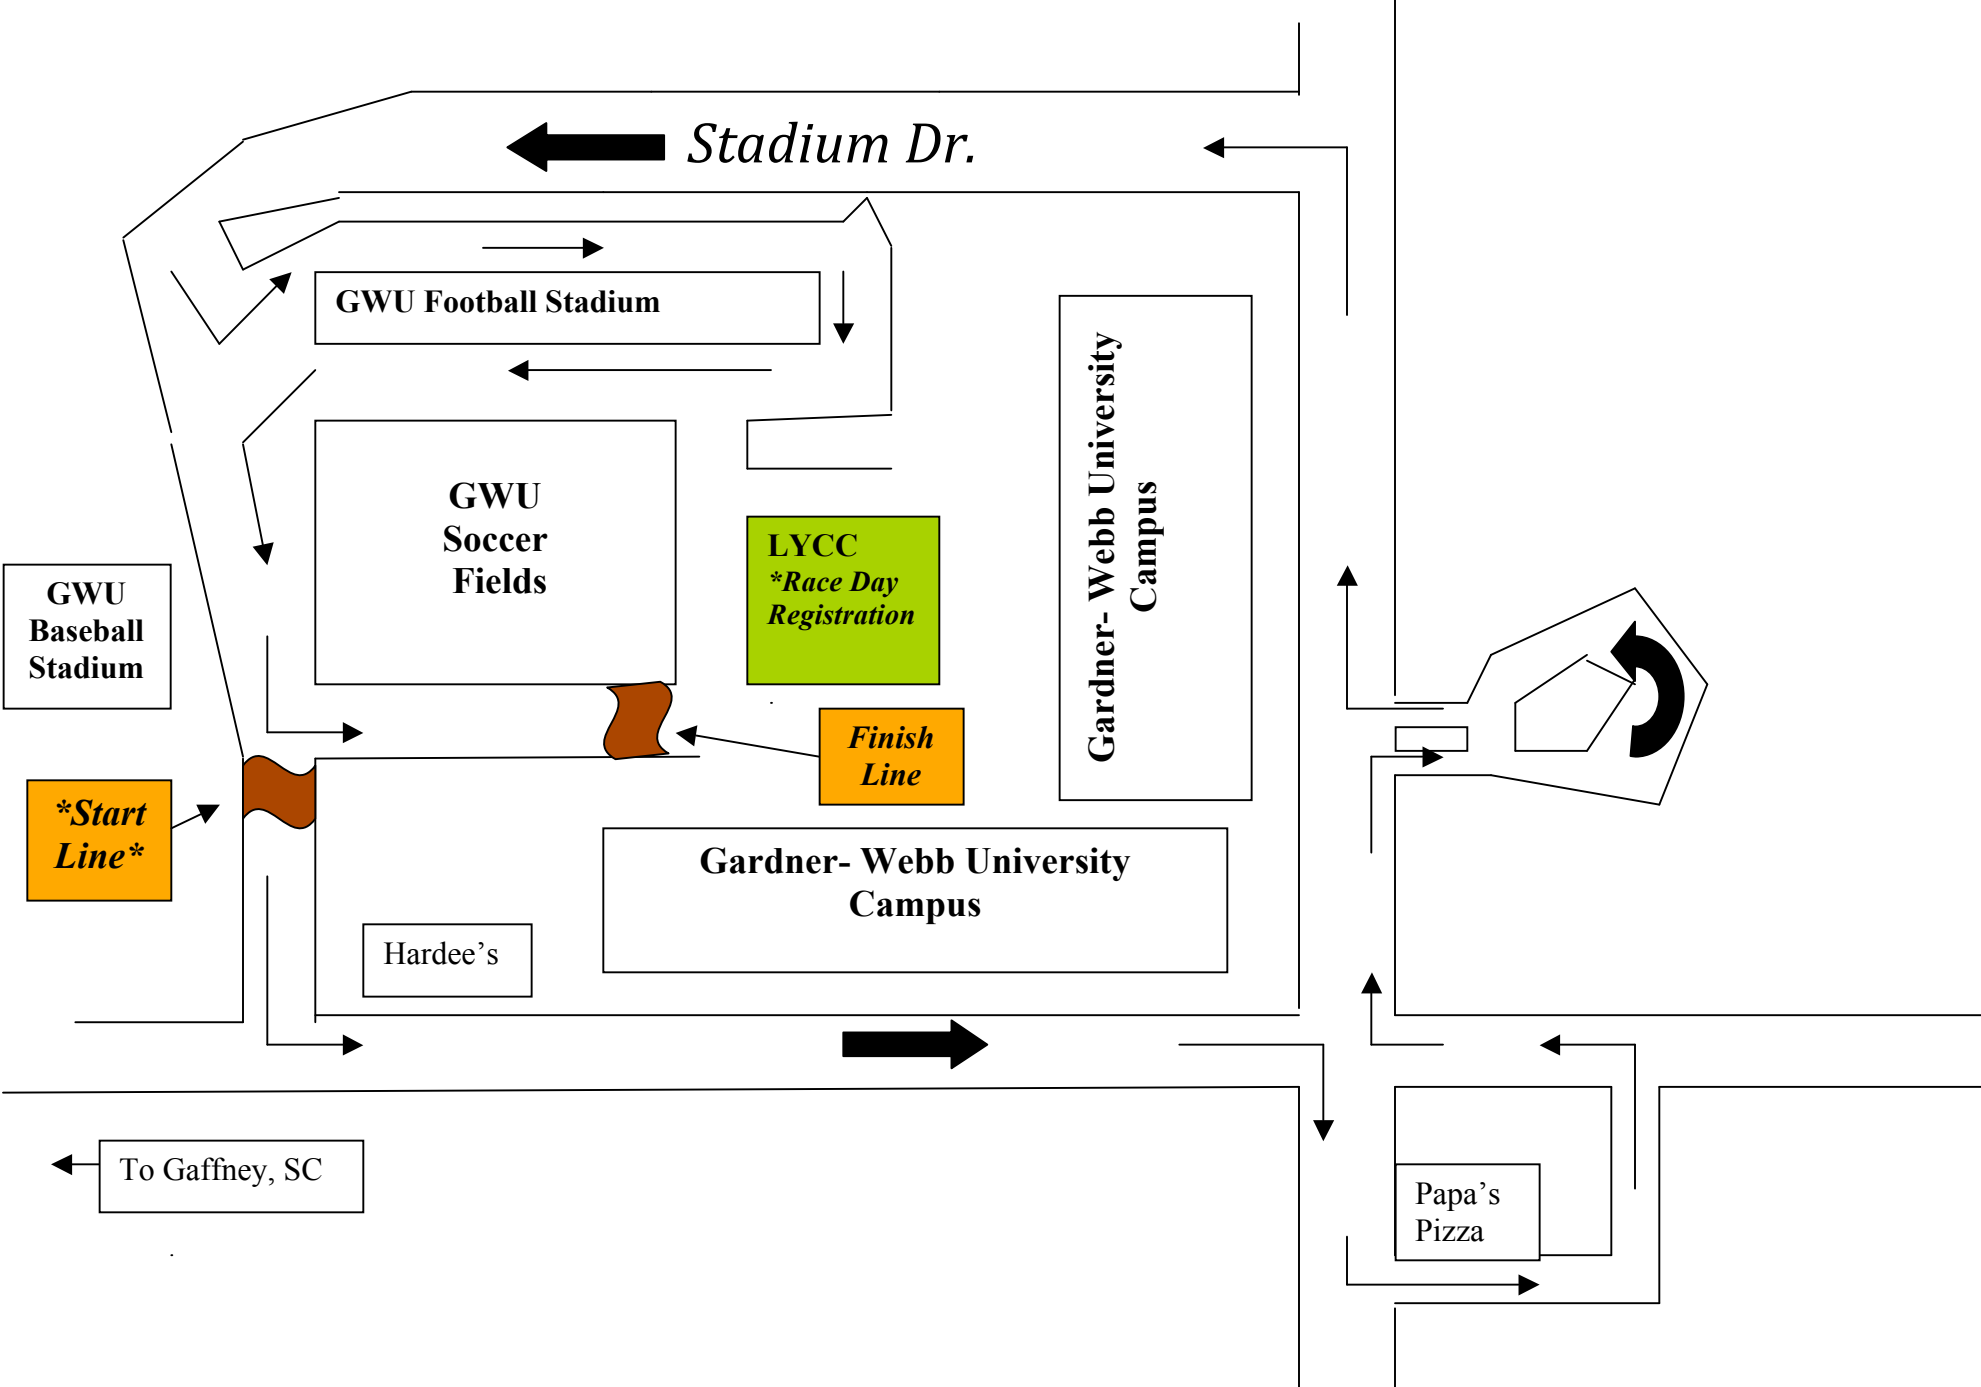 Stadium Dr.
GWU Football Stadium
GWU
Soccer
Fields
LYCC
*Race Day
Registration
Gardner- Webb University
Campus
GWU
Baseball
Stadium
Finish
Line
*Start
Line*
Gardner- Webb University
Campus
Hardee’s
To Gaffney, SC
Papa’s
Pizza